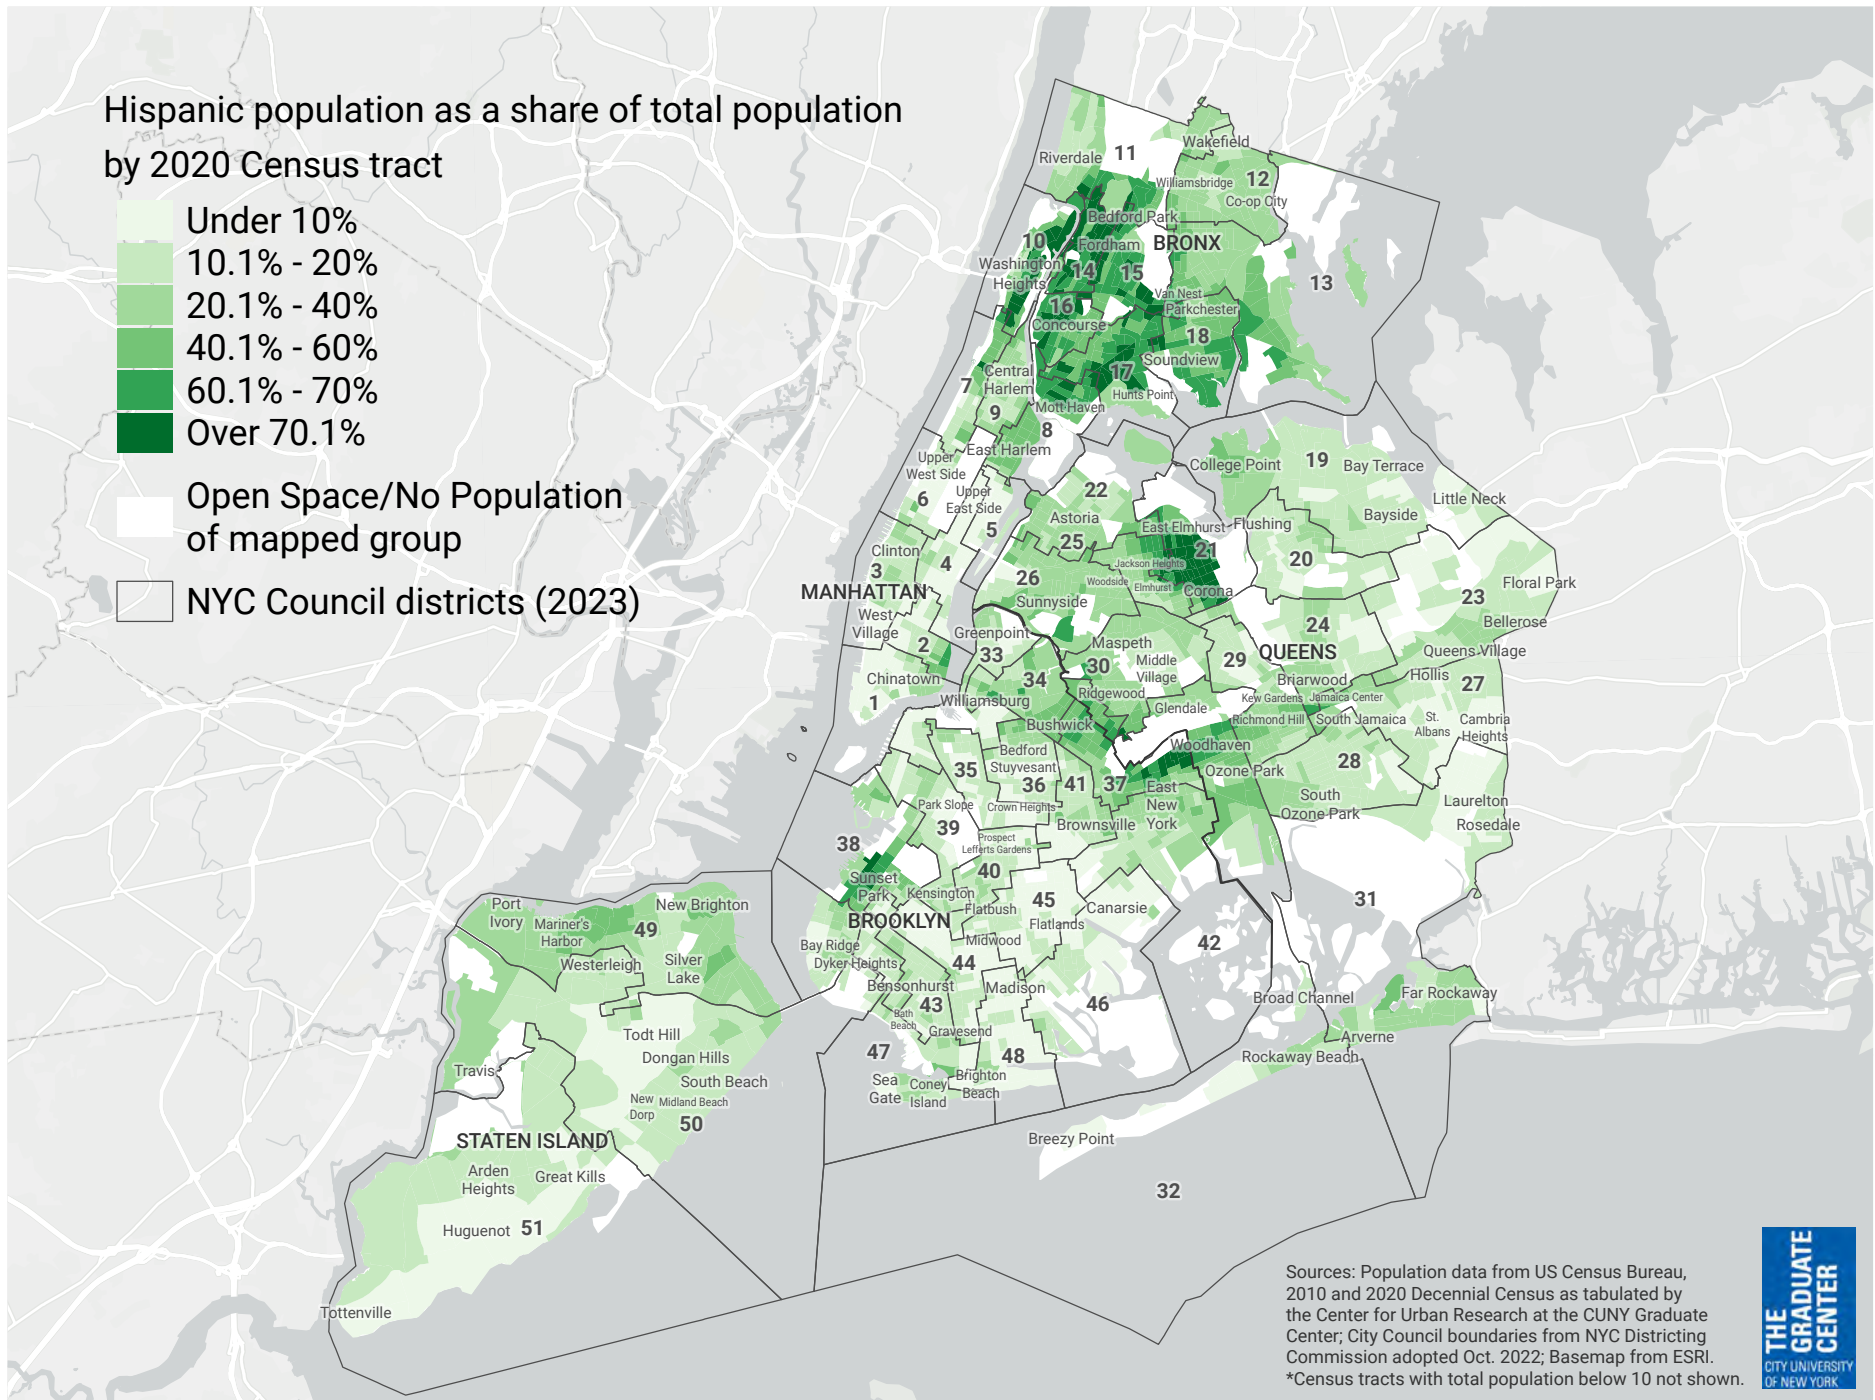 Hispanic population as a share of total population
by 2020 Census tract
Under 10%
10.1% - 20%
20.1% - 40%
40.1% - 60%
60.1% - 70%
Over 70.1%
Open Space/No Population
of mapped group
NYC Council districts (2023)
Riverdale
11
Wakefield
Williamsbridge
12
Co-op City
Bedford Park
10
Fordham
BRONX
Washington
Heights
14
15
13
Van Nest
16
Parkchester
Concourse
18
Soundview
17
Central
Harlem
7
Hunts Point
Mott Haven
9
8
East Harlem
Upper
West Side
College Point
19
Bay Terrace
6
Upper
East Side
22
Little Neck
5
Astoria
East Elmhurst
Flushing
Bayside
25
21
Clinton
3
4
Jackson Heights
20
26
Woodside
Elmhurst
Corona
Floral Park
MANHATTAN
Sunnyside
23
West
Village
Greenpoint
24
Bellerose
2
33
Maspeth
QUEENS
Queens Village
30
Middle
Village
29
Chinatown
34
Briarwood
Hollis
27
1
Williamsburg
Ridgewood
Kew Gardens
Jamaica Center
Glendale
Richmond Hill
South Jamaica
St.
Albans
Cambria
Heights
Bushwick
Woodhaven
Bedford
Stuyvesant
35
36
41
37
Ozone Park
28
East
New
York
Park Slope
Crown Heights
South
Ozone Park
Laurelton
39
Brownsville
Rosedale
38
Prospect
Lefferts Gardens
40
Sunset
Park
Kensington
45
31
Port
Ivory
New Brighton
Flatbush
Canarsie
Mariner's
Harbor
49
BROOKLYN
Flatlands
Bay Ridge
Midwood
42
Westerleigh
Silver
Lake
Dyker Heights
44
Bensonhurst
Madison
Broad Channel
Far Rockaway
43
46
Bath
Beach
Gravesend
Todt Hill
Arverne
47
48
Rockaway Beach
Dongan Hills
Travis
South Beach
Sea
Gate
Coney
Island
Brighton
Beach
New
Dorp
Midland Beach
50
STATEN ISLAND
Breezy Point
Arden
Heights
Great Kills
32
Huguenot
51
Tottenville
Sources: Population data from US Census Bureau,
2010 and 2020 Decennial Census as tabulated by
the Center for Urban Research at the CUNY Graduate
Center; City Council boundaries from NYC Districting
Commission adopted Oct. 2022; Basemap from ESRI.
*Census tracts with total population below 10 not shown.
THE
GRADUATE
CENTER
CITY UNIVERSITY
OF NEW YORK